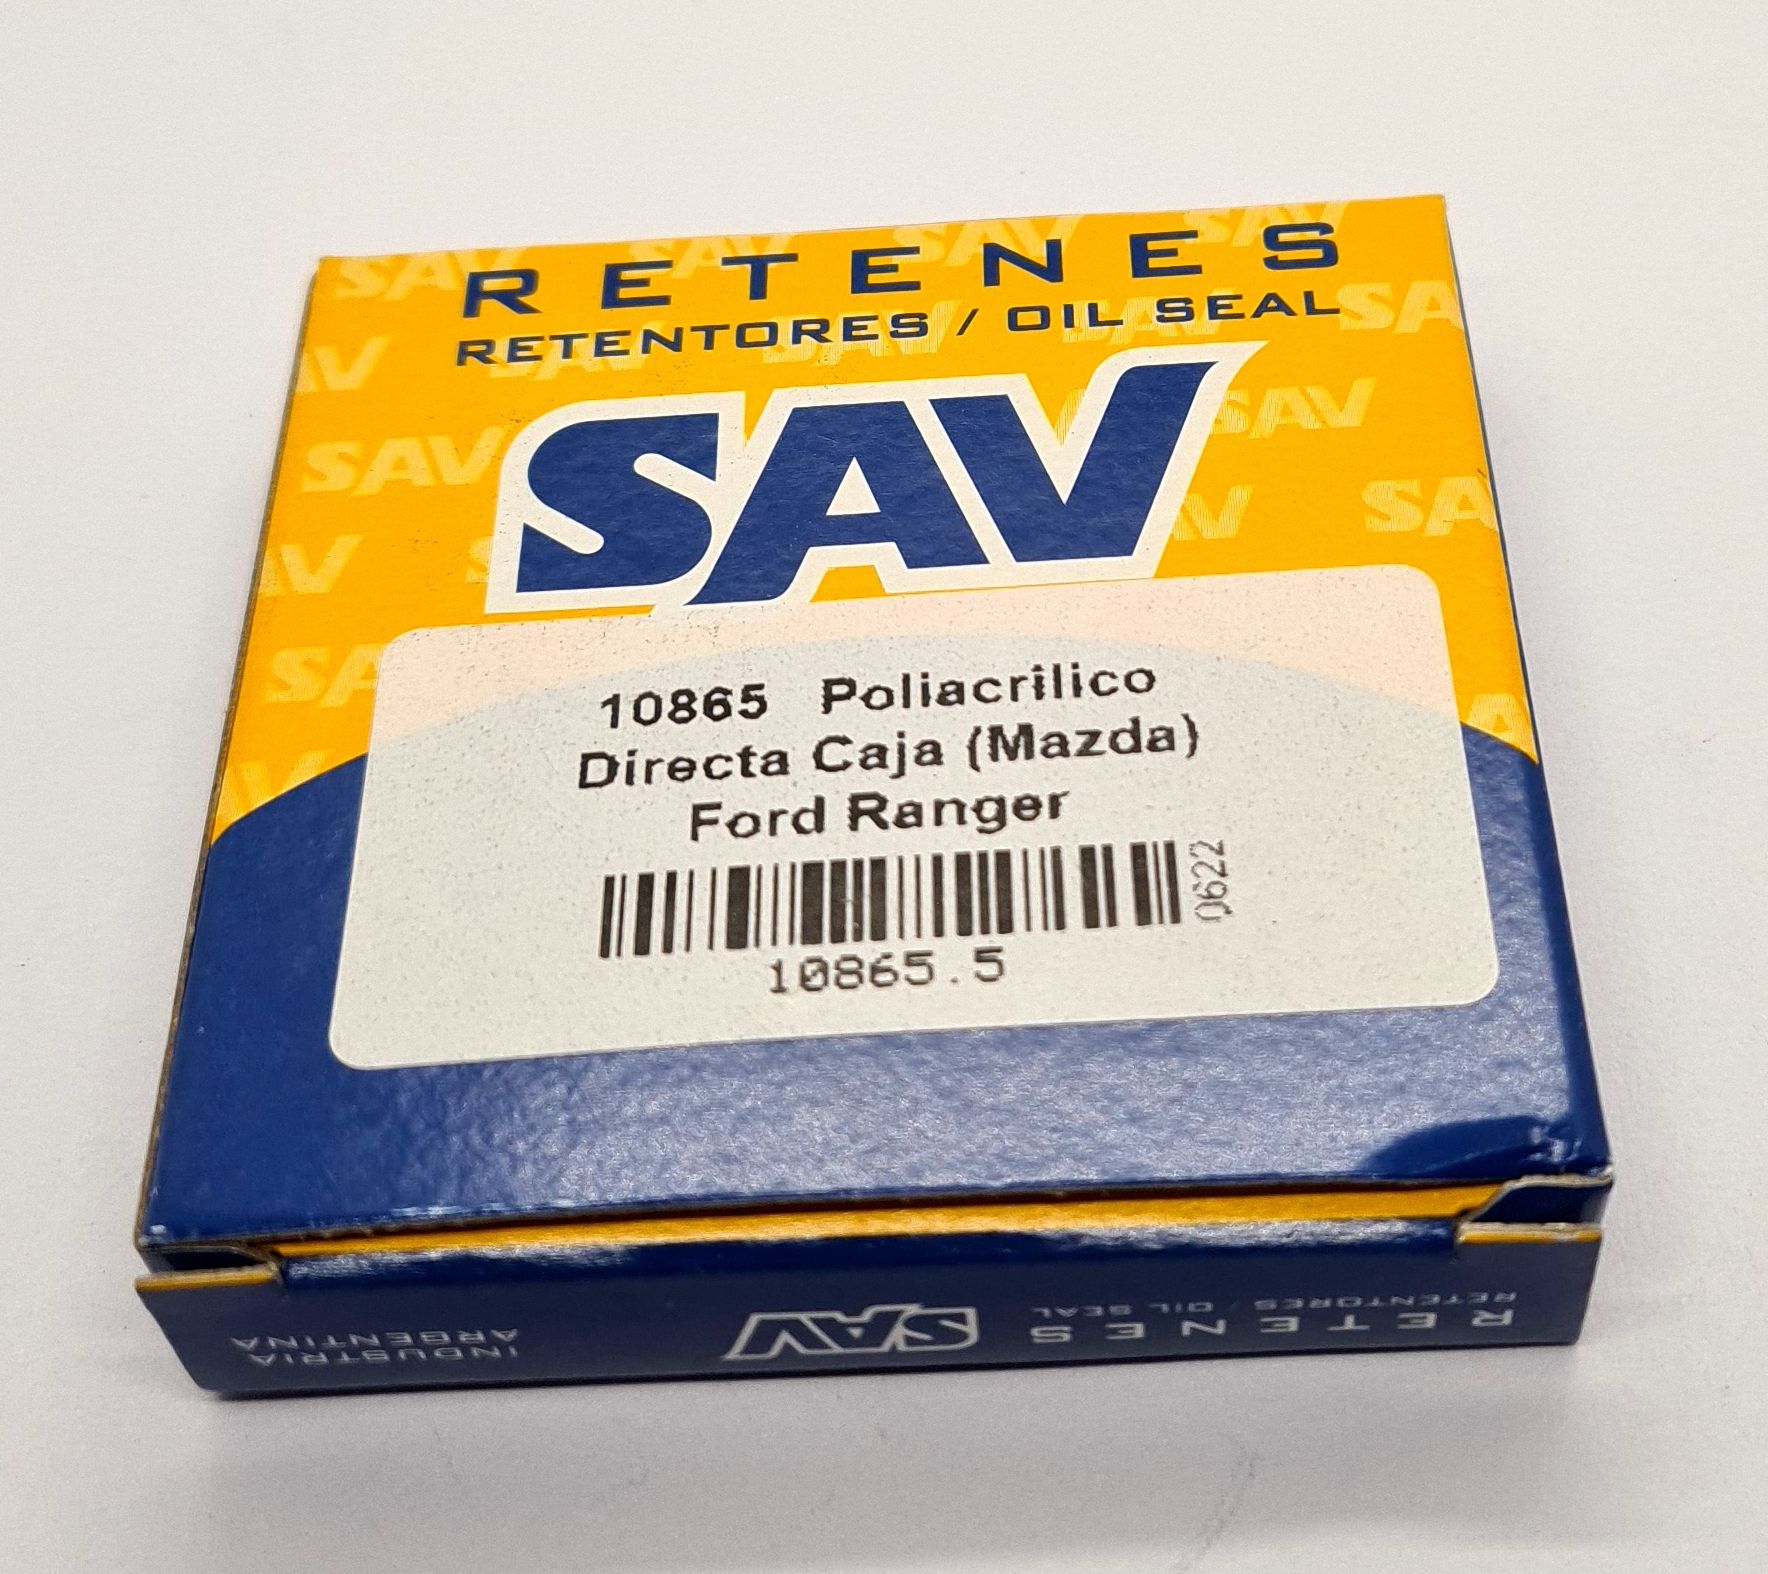 RETENES
RETENTORES / OIL SEAL
SAV
10865 Poliacrilico
Directa Caja (Mazda)
Ford Ranger
0622
10865.5
RETENES
RETENTORES / OIL SEAL
SAV
INDUSTRIA
ARGENTINA